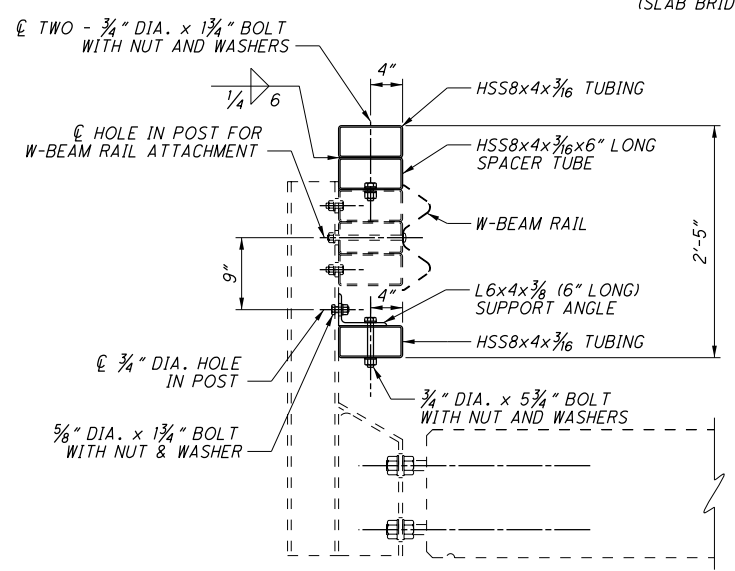 (SLAB BRID
℄ TWO - ¾" DIA. x 1¾" BOLT
WITH NUT AND WASHERS
4"
HSS8x4x3⁄16 TUBING
1/4 6
℄ HOLE IN POST FOR
W-BEAM RAIL ATTACHMENT
HSS8x4x3⁄16x6" LONG
SPACER TUBE
W-BEAM RAIL
2'-5"
9"
L6x4x⅜ (6" LONG)
SUPPORT ANGLE
4"
HSS8x4x3⁄16 TUBING
℄ ¾" DIA. HOLE
IN POST
¾" DIA. x 5¾" BOLT
WITH NUT AND WASHERS
⅝" DIA. x 1¾" BOLT
WITH NUT & WASHER